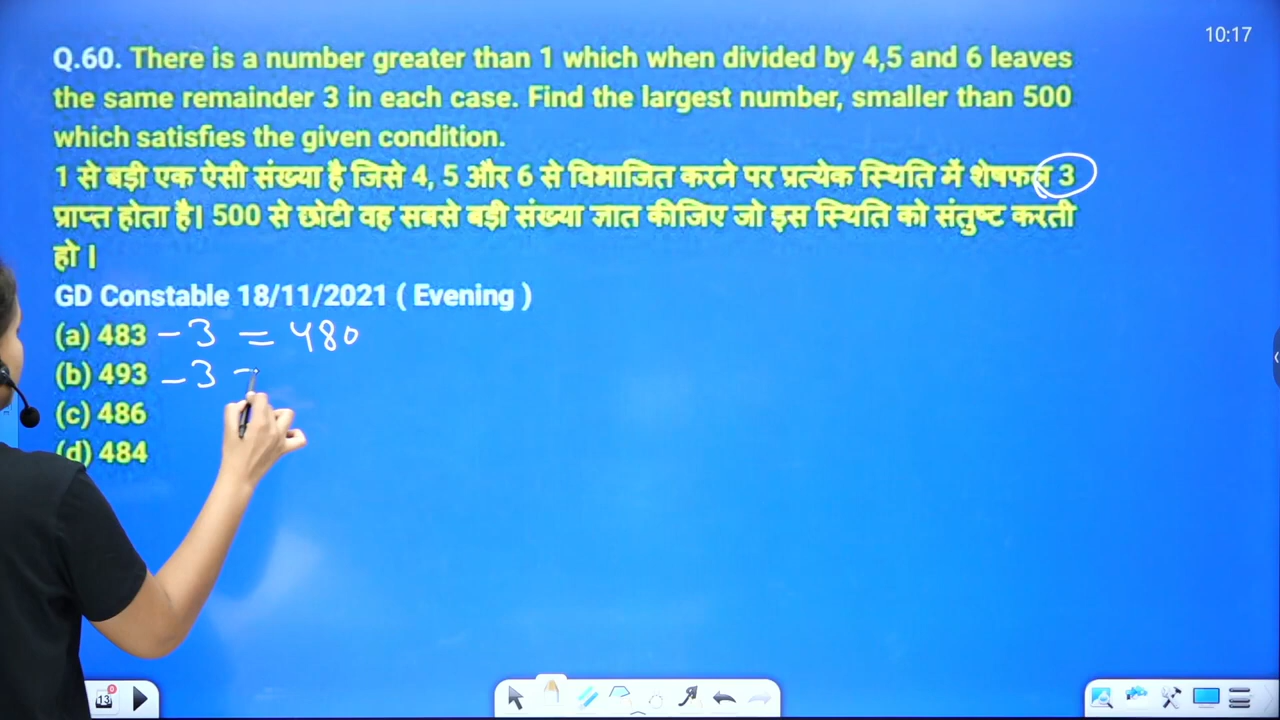 10:17
Q.60. There is a number greater than 1 which when divided by 4,5 and 6 leaves
the same remainder 3 in each case. Find the largest number, smaller than 500
which satisfies the given condition.
1 से बड़ी एक ऐसी संख्या है जिसे 4, 5 और 6 से विभाजित करने पर प्रत्येक स्थिति में शेषफल 3
प्राप्त होता है। 500 से छोटी वह सबसे बड़ी संख्या ज्ञात कीजिए जो इस स्थिति को संतुष्ट करती
हो ।
GD Constable 18/11/2021 ( Evening )
(a) 483 - 3 = 480
(b) 493 - 3 =
(c) 486
(d) 484
13